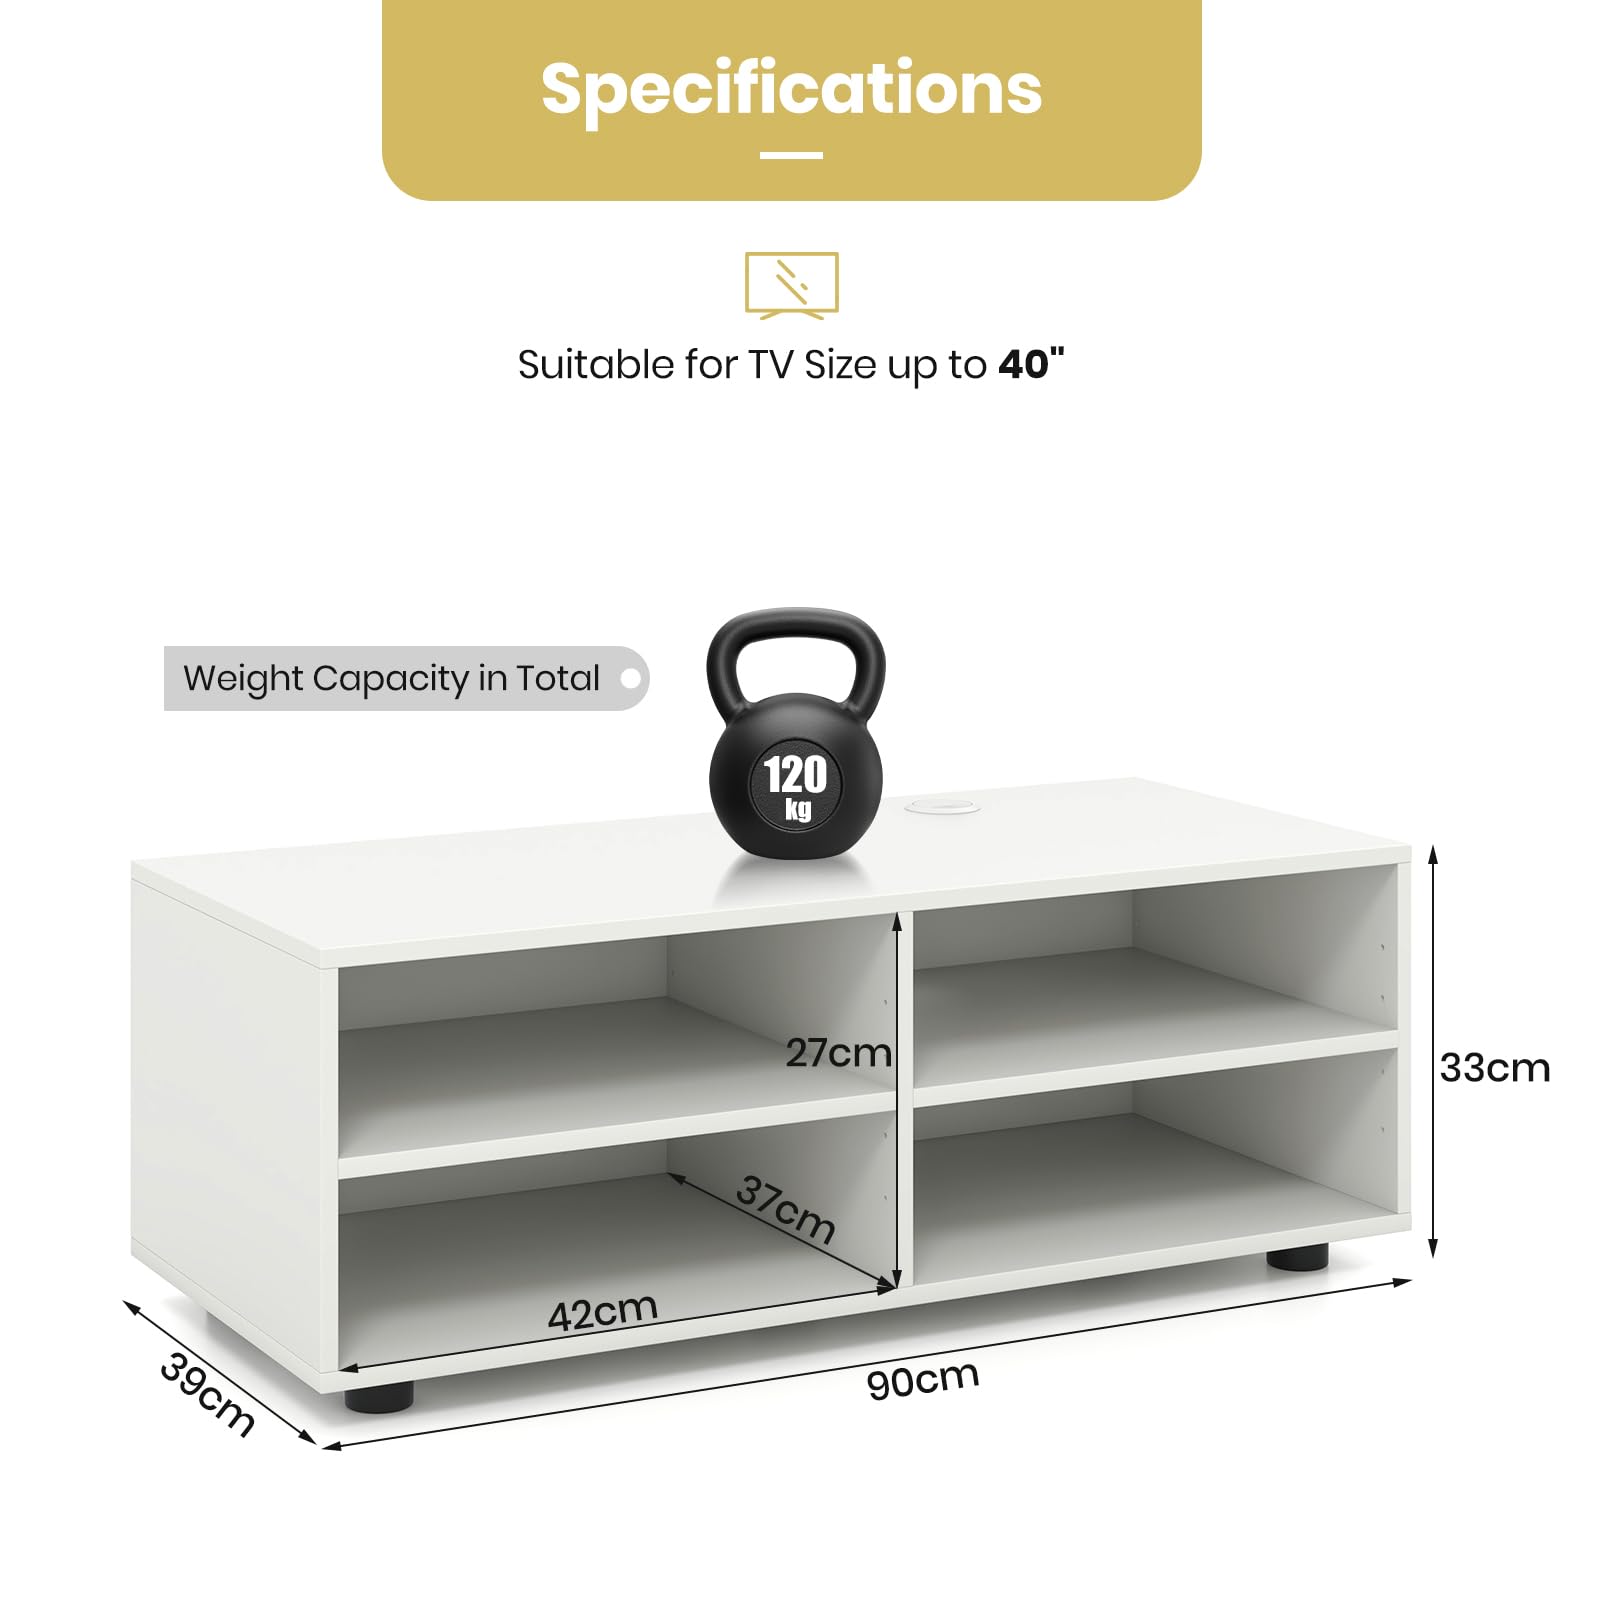 Specifications
Suitable for TV Size up to 40"
Weight Capacity in Total
120
kg
27cm
33cm
37cm
42cm
39cm
90cm